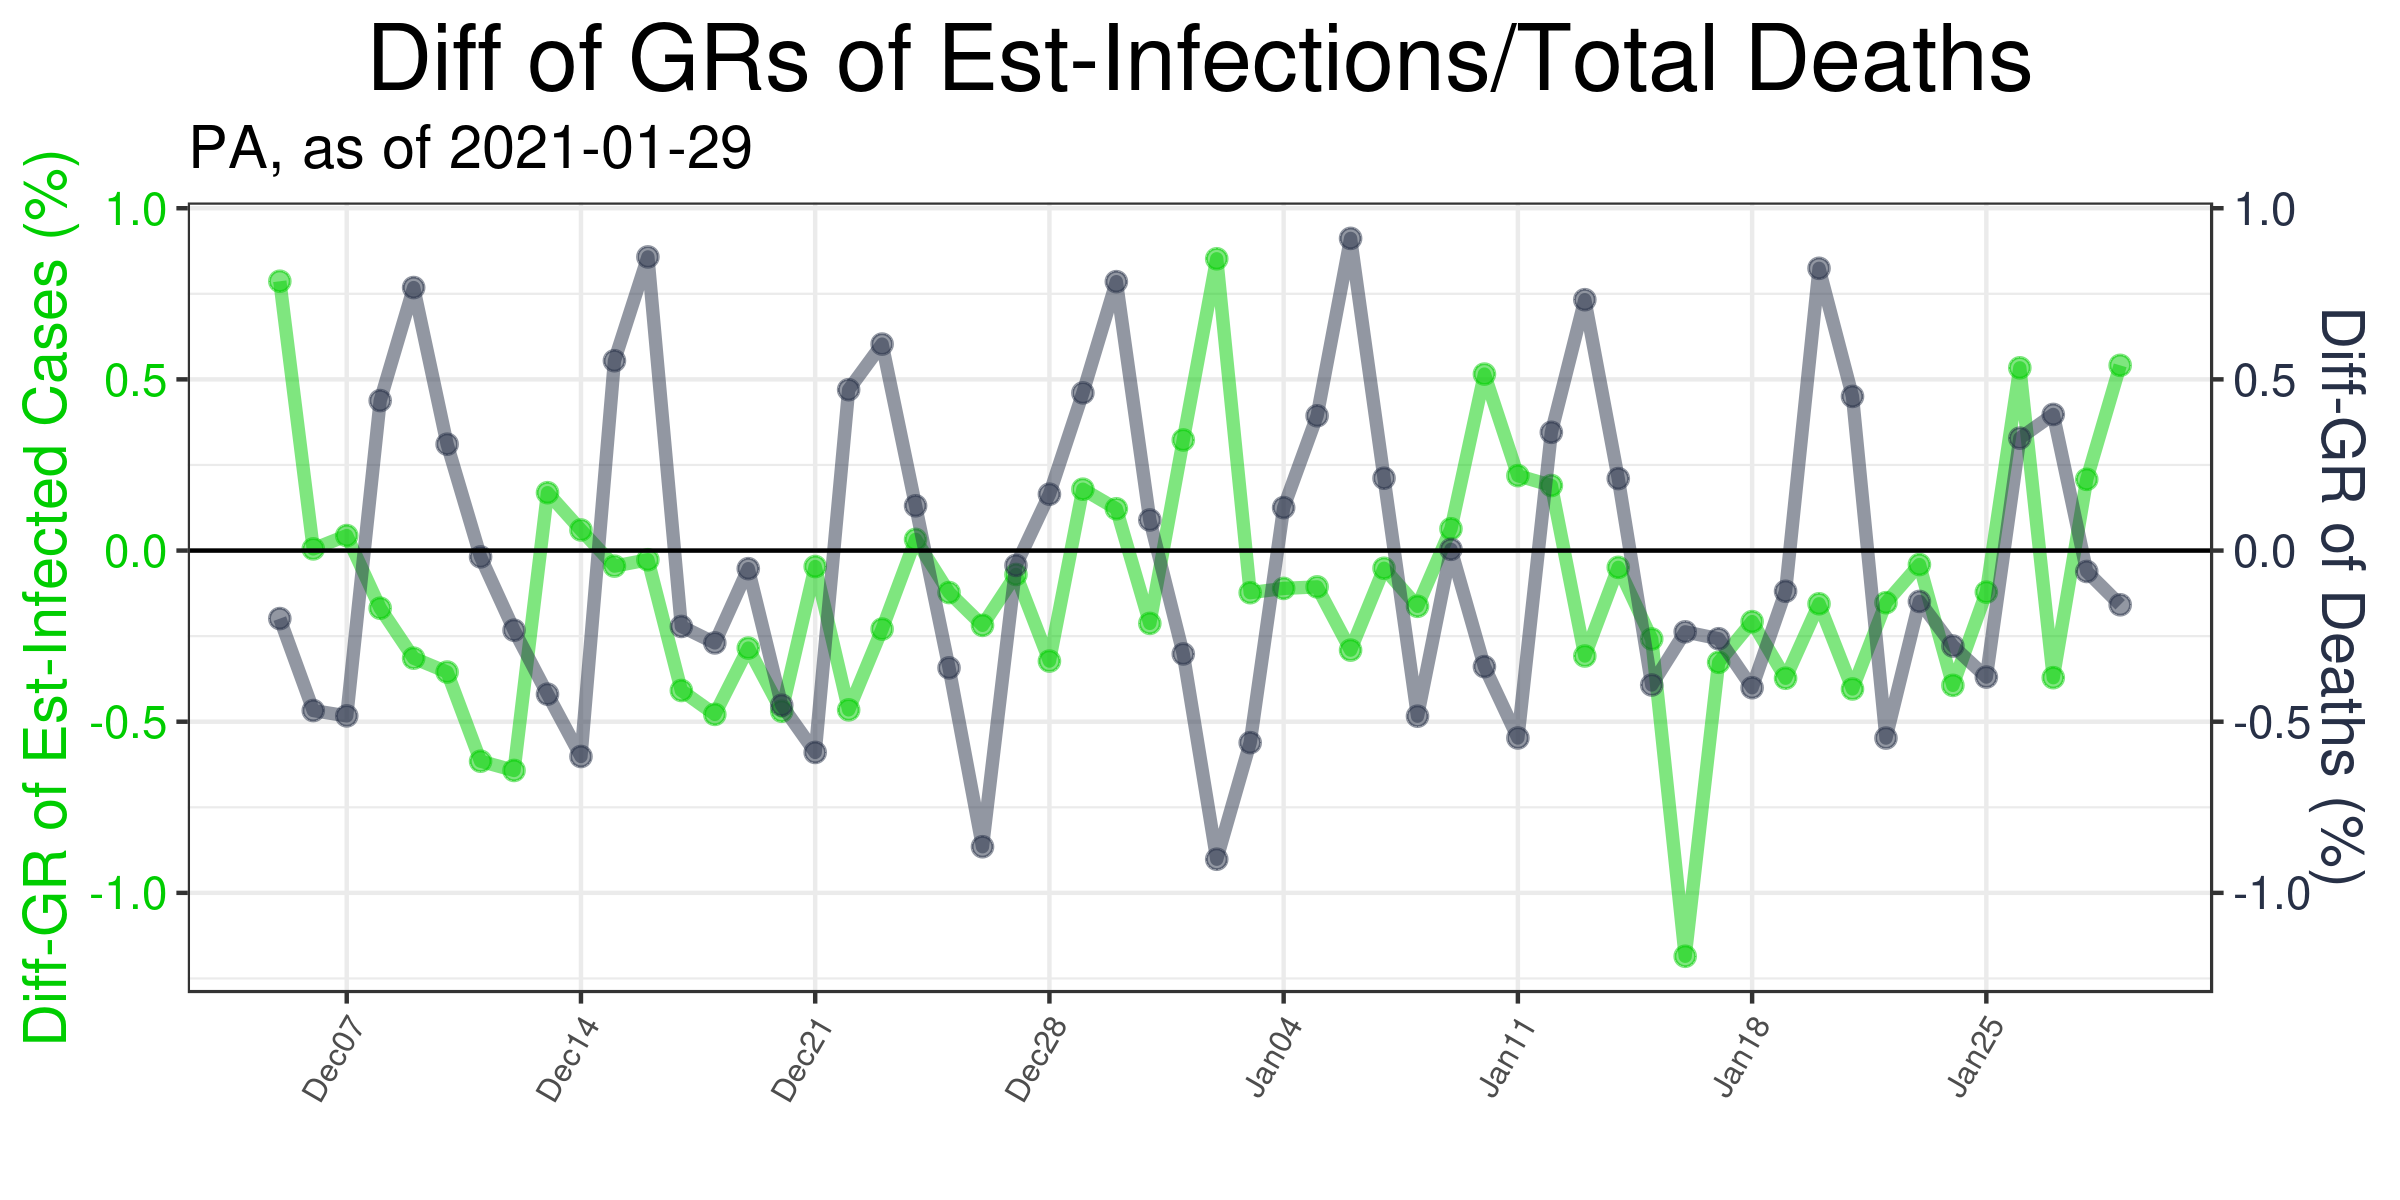 Diff of GRs of Est-Infections/Total Deaths
PA, as of 2021-01-29
Diff-GR of Est-Infected Cases (%)
1.0
0.5
0.0
-0.5
-1.0
1.0
0.5
0.0
-0.5
-1.0
Diff-GR of Deaths (%)
Dec07
Dec14
Dec21
Dec28
Jan04
Jan11
Jan18
Jan25